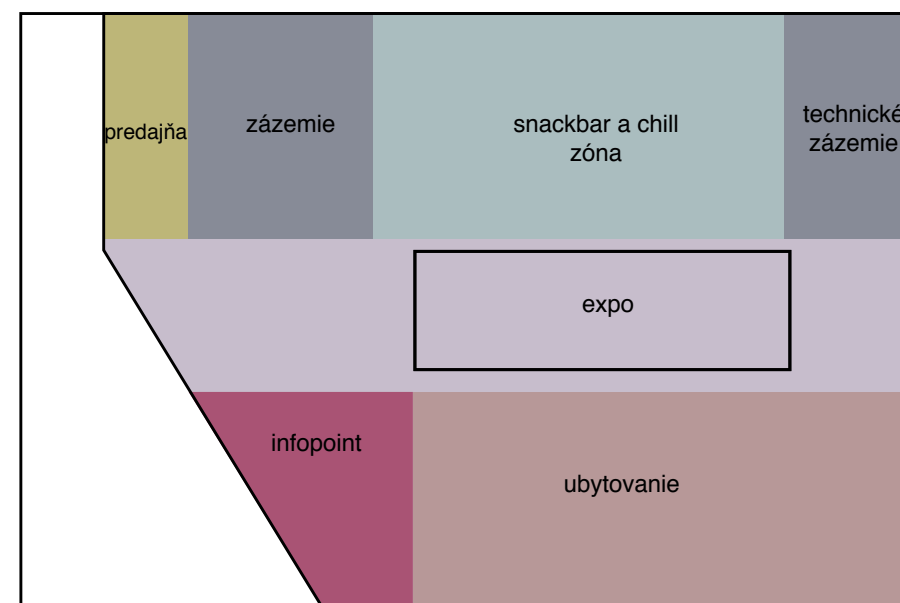 predajňa
zázemie
snackbar a chill
zóna
technické
zázemie
expo
infopoint
ubytovanie